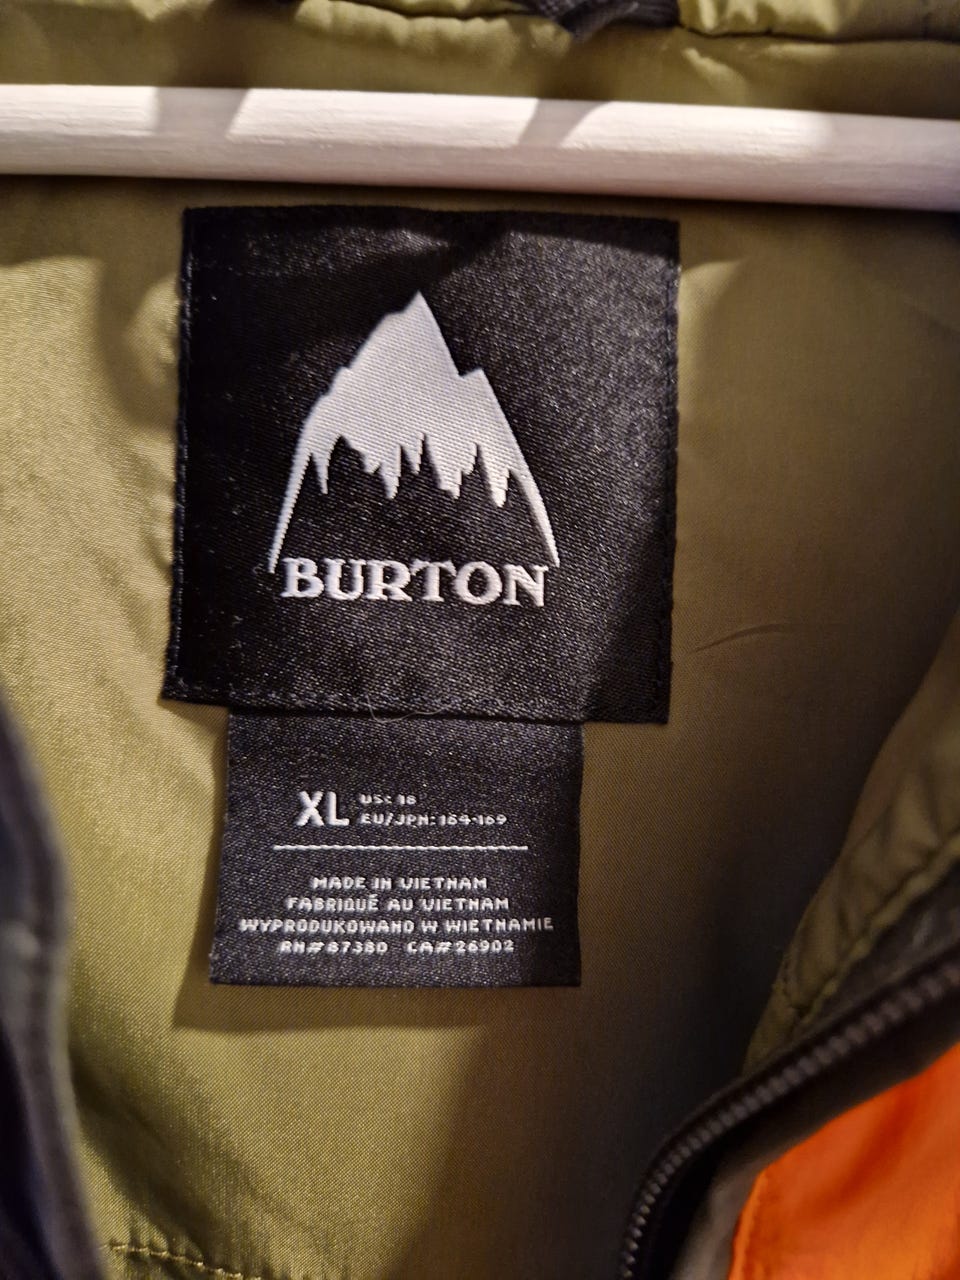 BURTON
XL US: 18
EU/JPN: 164-169
MADE IN VIETNAM
FABRIQUÉ AU VIETNAM
WYPRODUKOWANO W WIETNAMIE
RN#87380 CA#26902